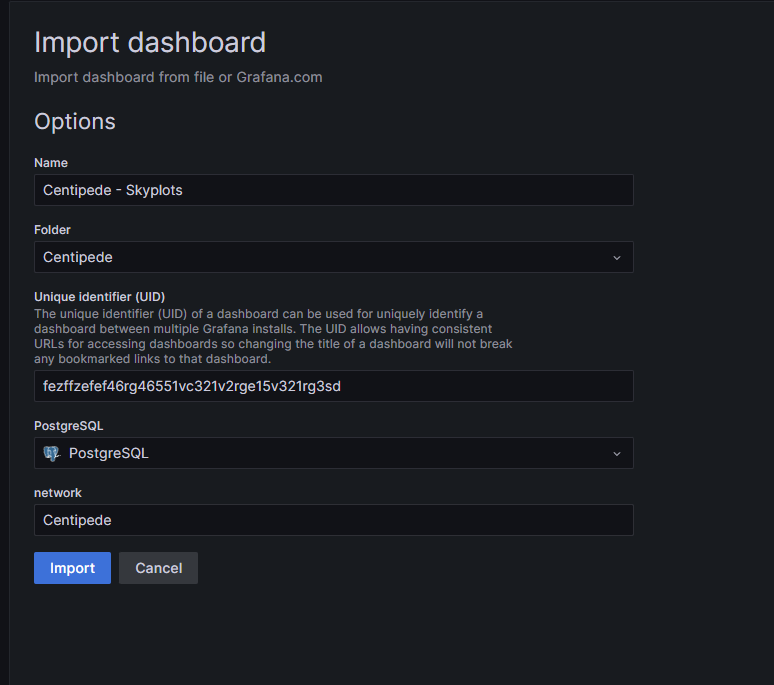 Import dashboard
Import dashboard from file or Grafana.com
Options
Name
Centipede - Skyplots
Folder
Centipede
Unique identifier (UID)
The unique identifier (UID) of a dashboard can be used for uniquely identify a
dashboard between multiple Grafana installs. The UID allows having consistent
URLs for accessing dashboards so changing the title of a dashboard will not break
any bookmarked links to that dashboard.
fezffzefef46rg46551vc321v2rge15v321rg3sd
PostgreSQL
PostgreSQL
network
Centipede
Import Cancel